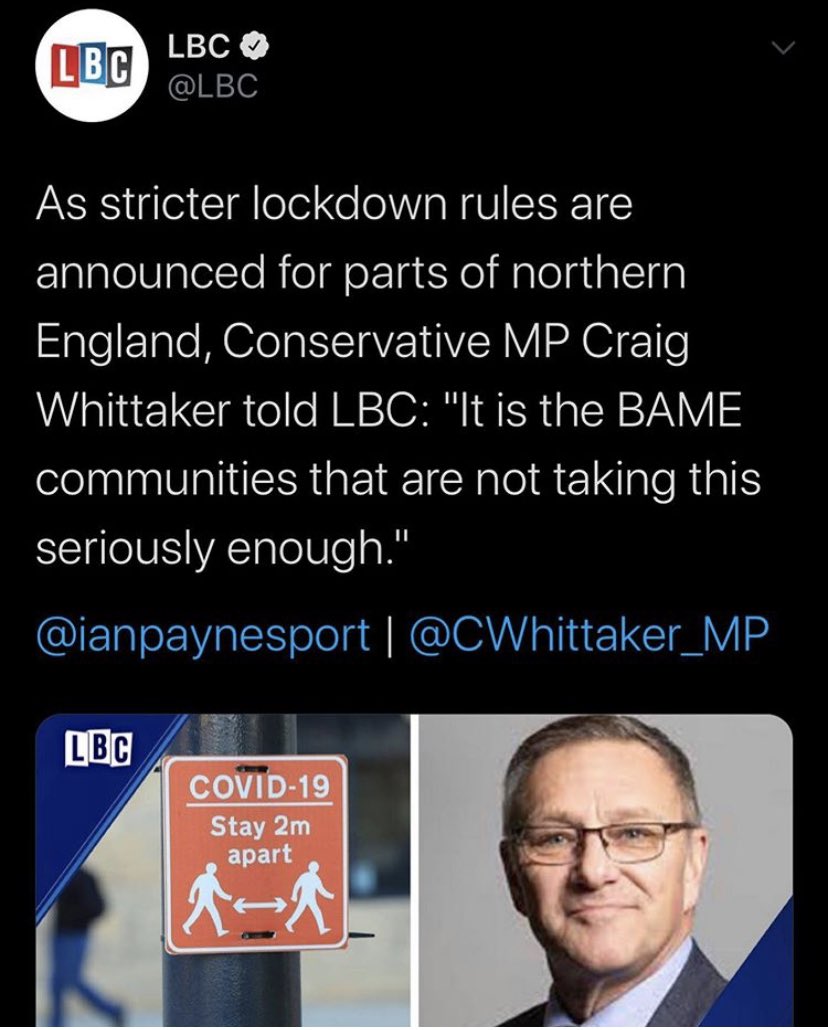 LBC
LBC
@LBC
As stricter lockdown rules are
announced for parts of northern
England, Conservative MP Craig
Whittaker told LBC: "It is the BAME
communities that are not taking this
seriously enough."
@ianpaynesport | @CWhittaker_MP
LBC
COVID-19
Stay 2m
apart